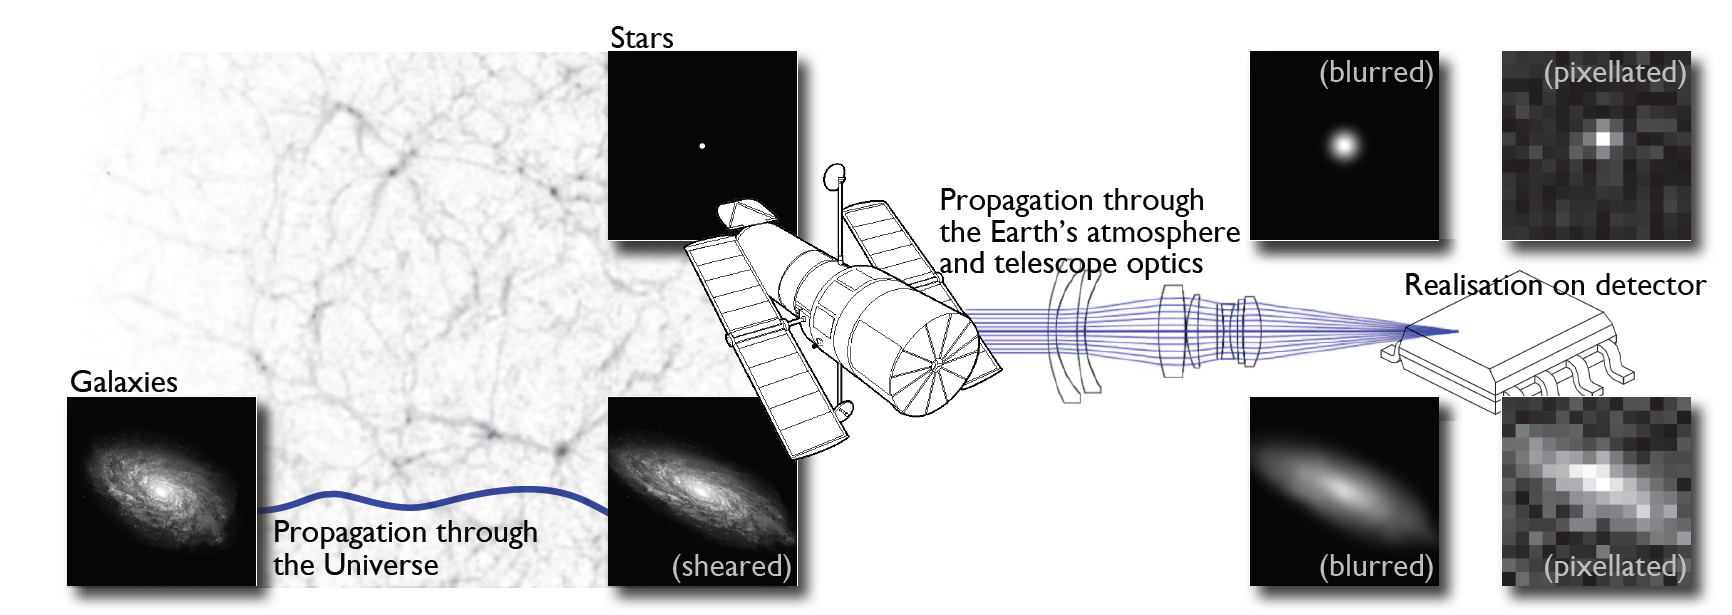 Stars
(blurred)
(pixellated)
Propagation through
the Earth's atmosphere
and telescope optics
Realisation on detector
Galaxies
Propagation through
the Universe
(sheared)
(blurred)
(pixellated)